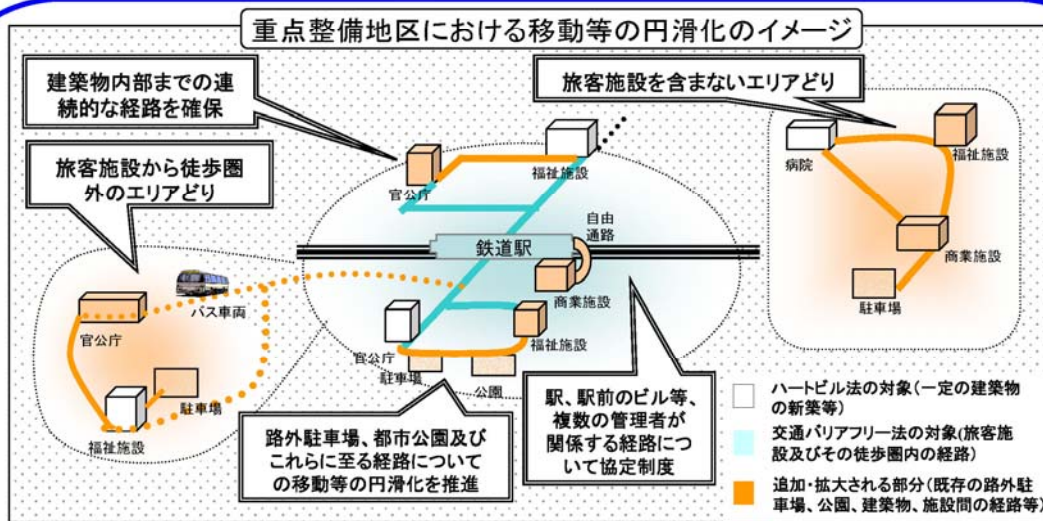 重点整備地区における移動等の円滑化のイメージ
建築物内部までの連
続的な経路を確保
旅客施設を含まないエリアどり
旅客施設から徒歩圏
外のエリアどり
官公庁
福祉施設
自由
通路
鉄道駅
商業施設
病院
福祉施設
商業施設
駐車場
バス車両
官公庁
駐車場
福祉施設
官公庁
駐車場
公園
福祉施設
路外駐車場、都市公園及び
これらに至る経路について
の移動等の円滑化を推進
駅、駅前のビル等、
複数の管理者が
関係する経路につ
いて協定制度
ハートビル法の対象(一定の建築物
の新築等)
交通バリアフリー法の対象(旅客施
設及びその徒歩圏内の経路)
追加・拡大される部分(既存の路外駐
車場、公園、建築物、施設間の経路等)